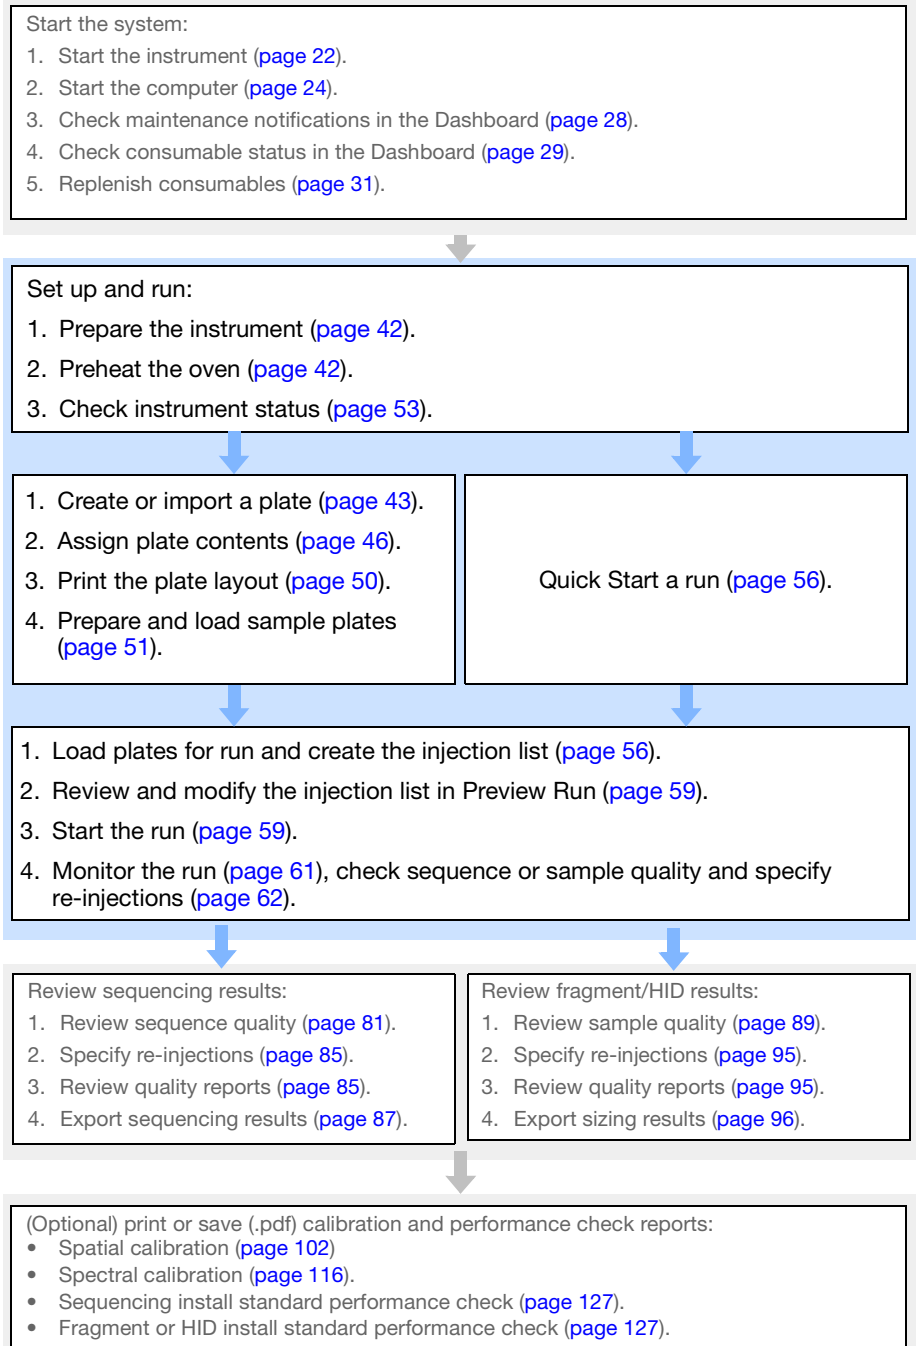 Start the system:
1. Start the instrument (page 22).
2. Start the computer (page 24).
3. Check maintenance notifications in the Dashboard (page 28).
4. Check consumable status in the Dashboard (page 29).
5. Replenish consumables (page 31).
Set up and run:
1. Prepare the instrument (page 42).
2. Preheat the oven (page 42).
3. Check instrument status (page 53).
1. Create or import a plate (page 43).
2. Assign plate contents (page 46).
3. Print the plate layout (page 50).
4. Prepare and load sample plates
(page 51).
Quick Start a run (page 56).
1. Load plates for run and create the injection list (page 56).
2. Review and modify the injection list in Preview Run (page 59).
3. Start the run (page 59).
4. Monitor the run (page 61), check sequence or sample quality and specify
re-injections (page 62).
Review sequencing results:
1. Review sequence quality (page 81).
2. Specify re-injections (page 85).
3. Review quality reports (page 85).
4. Export sequencing results (page 87).
Review fragment/HID results:
1. Review sample quality (page 89).
2. Specify re-injections (page 95).
3. Review quality reports (page 95).
4. Export sizing results (page 96).
(Optional) print or save (.pdf) calibration and performance check reports:
• Spatial calibration (page 102)
• Spectral calibration (page 116).
• Sequencing install standard performance check (page 127).
• Fragment or HID install standard performance check (page 127).